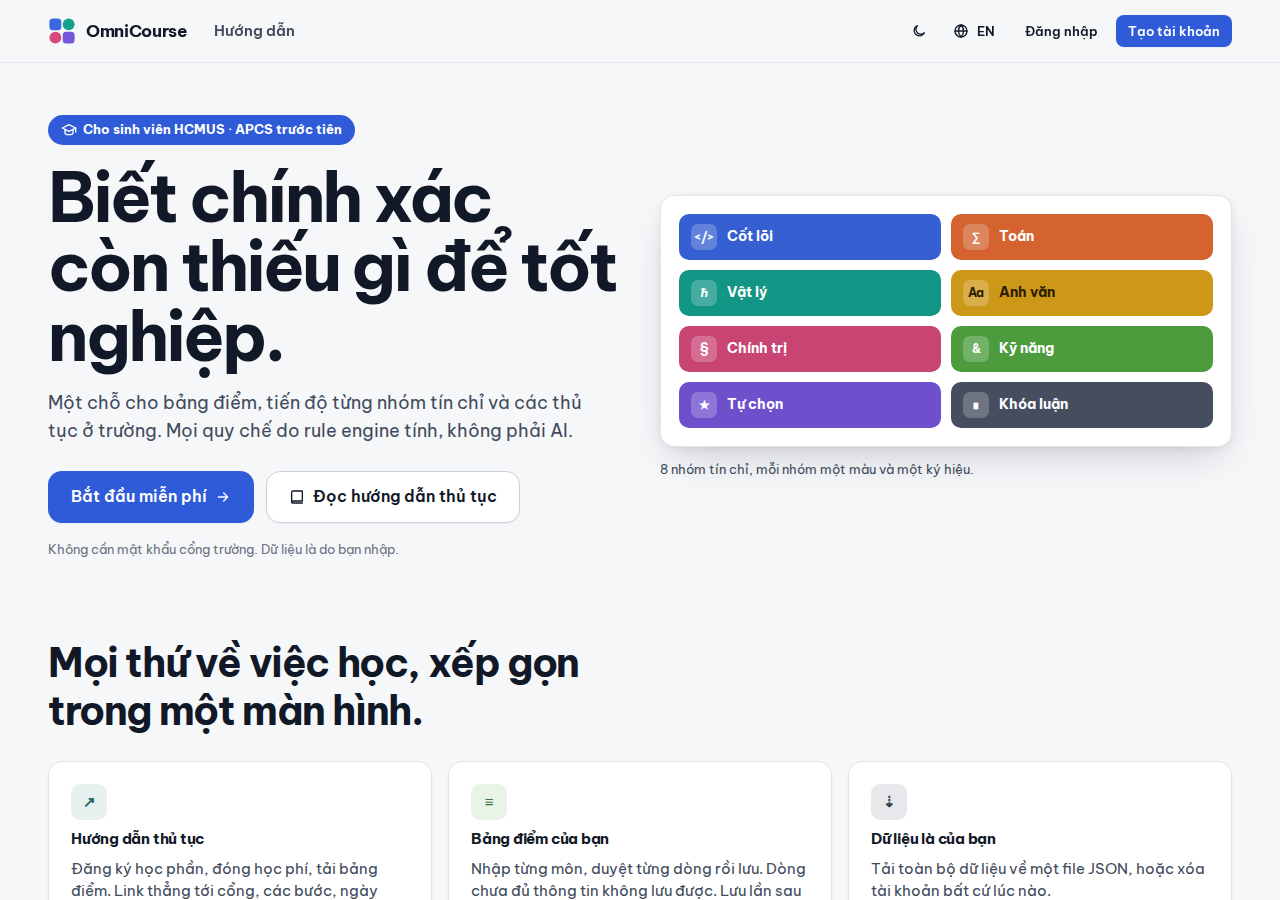 OmniCourse
Hướng dẫn
EN
Đăng nhập
Tạo tài khoản
Cho sinh viên HCMUS · APCS trước tiên
Biết chính xác
còn thiếu gì để tốt
nghiệp.
Một chỗ cho bảng điểm, tiến độ từng nhóm tín chỉ và các thủ
tục ở trường. Mọi quy chế do rule engine tính, không phải AI.
Bắt đầu miễn phí →
Đọc hướng dẫn thủ tục
Không cần mật khẩu cổng trường. Dữ liệu là do bạn nhập.
</> Cốt lõi
∑ Toán
ħ Vật lý
Aa Anh văn
§ Chính trị
& Kỹ năng
★ Tự chọn
∎ Khóa luận
8 nhóm tín chỉ, mỗi nhóm một màu và một ký hiệu.
Mọi thứ về việc học, xếp gọn
trong một màn hình.
↗
Hướng dẫn thủ tục
Đăng ký học phần, đóng học phí, tải bảng
điểm. Link thẳng tới cổng, các bước, ngày
≡
Bảng điểm của bạn
Nhập từng môn, duyệt từng dòng rồi lưu. Dòng
chưa đủ thông tin không lưu được. Lưu lần sau
⇣
Dữ liệu là của bạn
Tải toàn bộ dữ liệu về một file JSON, hoặc xóa
tài khoản bất cứ lúc nào.